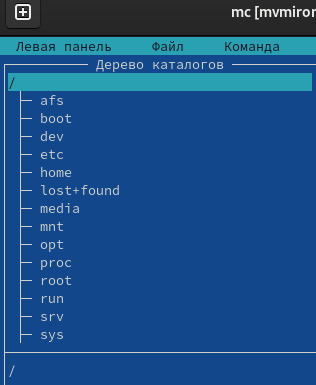 mc [mvmiron
Левая панель Файл Команда
Дерево каталогов
/
afs
boot
dev
etc
home
lost+found
media
mnt
opt
proc
root
run
srv
sys
/